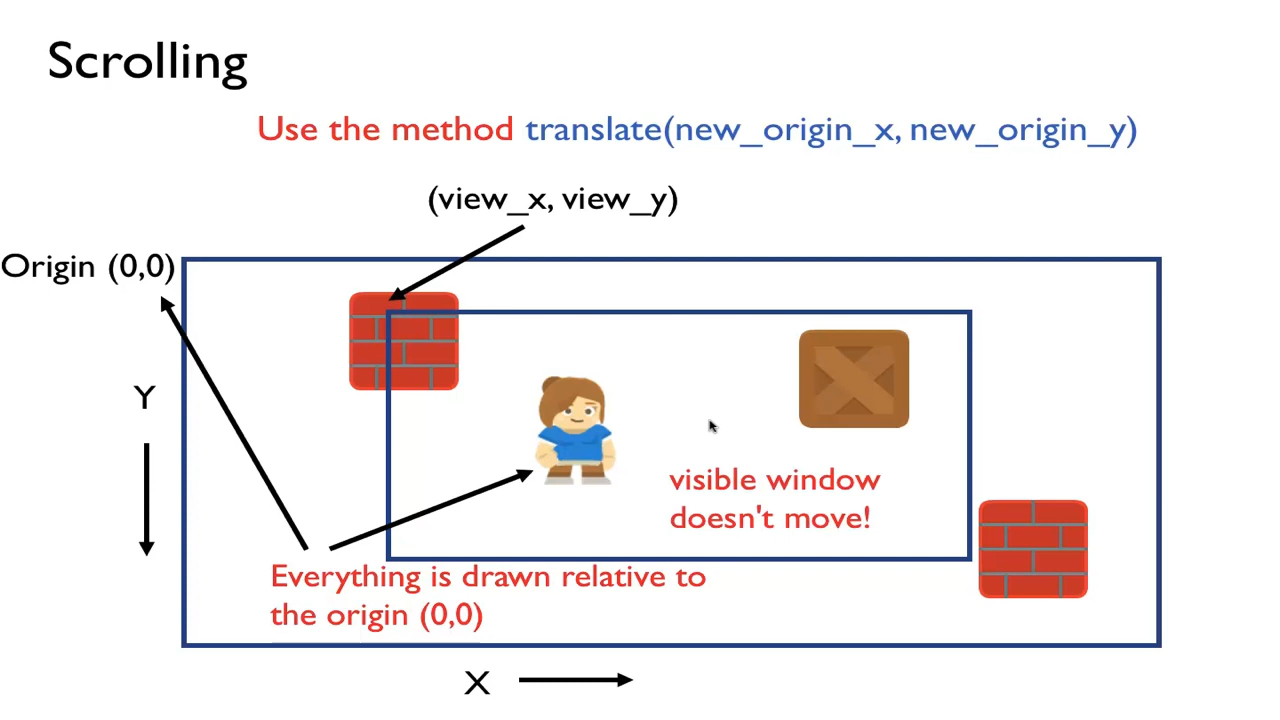 Scrolling
Use the method translate(new_origin_x, new_origin_y)
(view_x, view_y)
Origin (0,0)
Y
visible window
doesn't move!
Everything is drawn relative to
the origin (0,0)
X